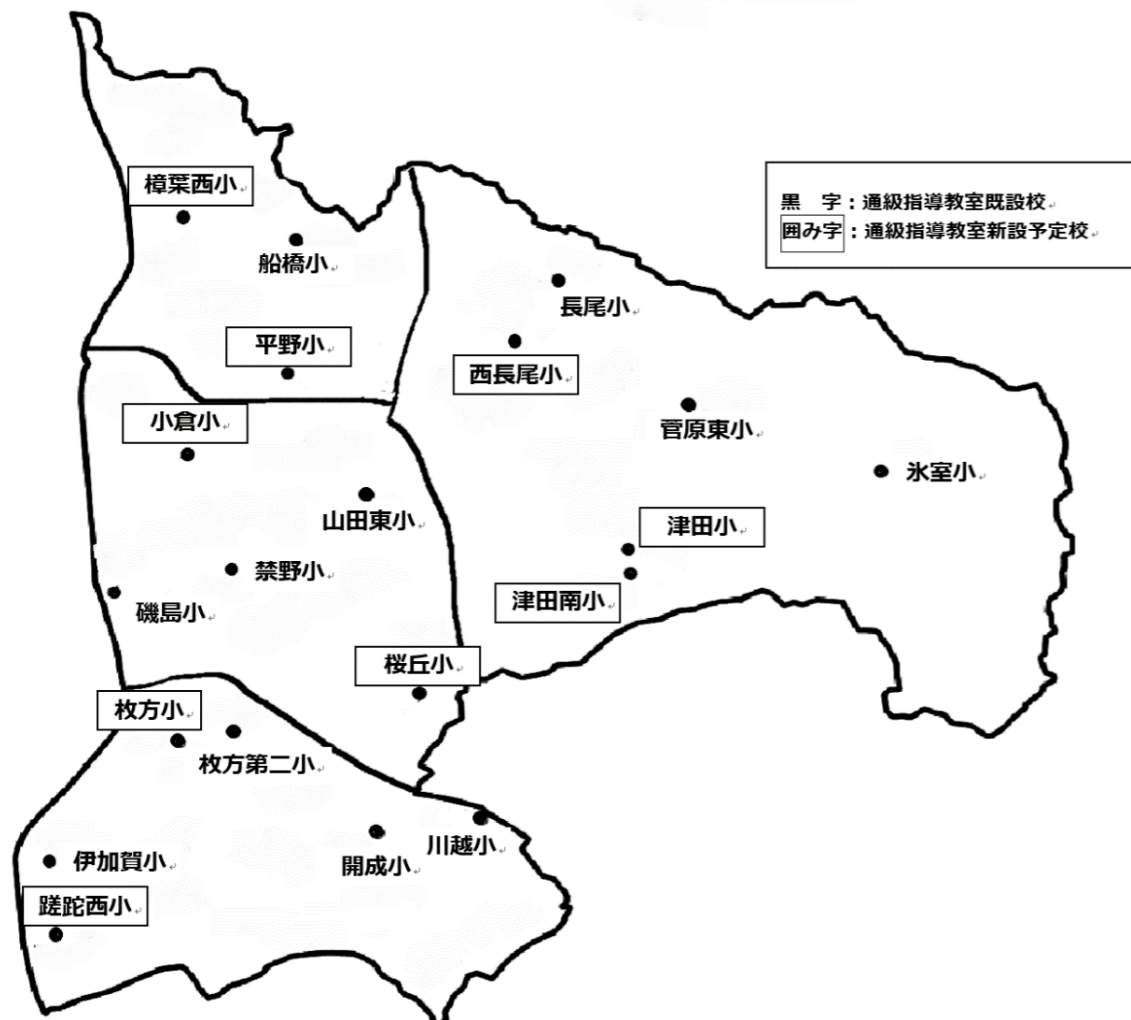 樟葉西小
船橋小
平野小
黒　字：通級指導教室既設校
囲み字：通級指導教室新設予定校
長尾小
西長尾小
菅原東小
氷室小
津田小
津田南小
小倉小
山田東小
禁野小
磯島小
桜丘小
枚方小
枚方第二小
川越小
開成小
伊加賀小
蹉跎西小